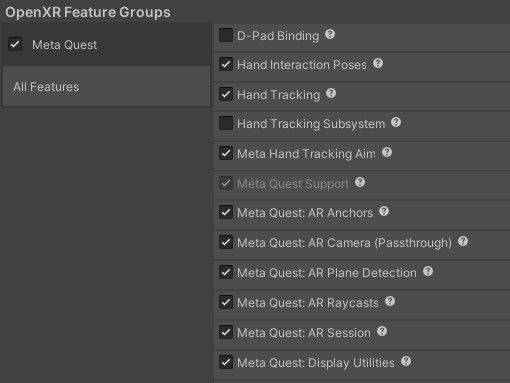 OpenXR Feature Groups
Meta Quest
All Features
D-Pad Binding
Hand Interaction Poses
Hand Tracking
Hand Tracking Subsystem
Meta Hand Tracking Aim
Meta Quest Support
Meta Quest: AR Anchors
Meta Quest: AR Camera (Passthrough)
Meta Quest: AR Plane Detection
Meta Quest: AR Raycasts
Meta Quest: AR Session
Meta Quest: Display Utilities